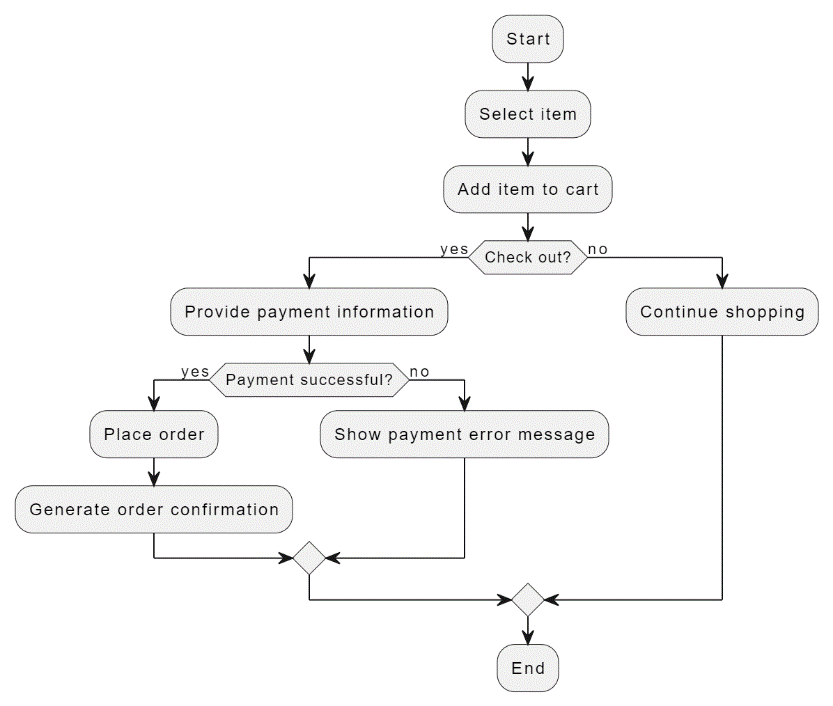 Start
Select item
Add item to cart
yes
Check out?
no
Provide payment information
Continue shopping
yes
Payment successful?
no
Place order
Show payment error message
Generate order confirmation
End